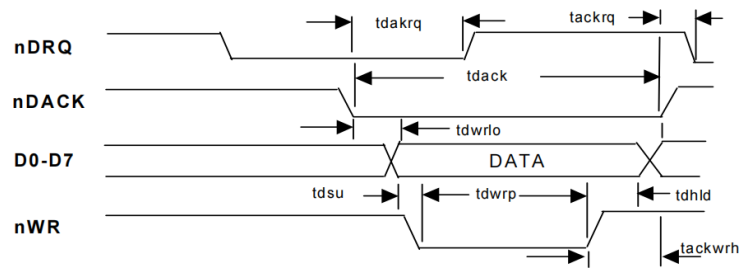 tdakrq tackrq
nDRQ
tdack
nDACK
tdwrlo
D0-D7 DATA
tdsu tdwrp tdhld
nWR
tackwrh